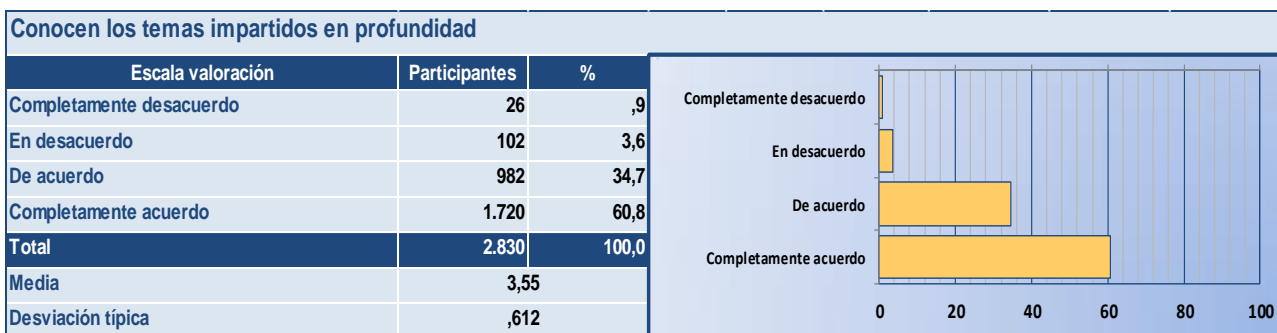 Conocen los temas impartidos en profundidad
Escala valoración Participantes %
Completamente desacuerdo 26 ,9
En desacuerdo 102 3,6
De acuerdo 982 34,7
Completamente acuerdo 1.720 60,8
Total 2.830 100,0
Media 3,55
Desviación típica ,612
Completamente desacuerdo
En desacuerdo
De acuerdo
Completamente acuerdo
0 20 40 60 80 100